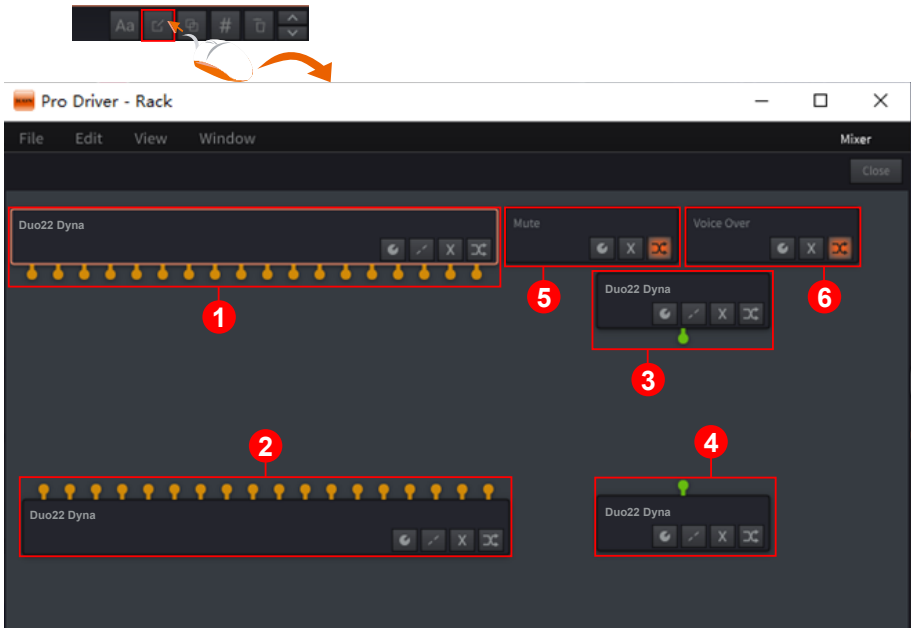 Aa #
Pro Driver - Rack
File Edit View Window Mixer
Close
Duo22 Dyna
X
1
Mute
X
5
Voice Over
X
6
Duo22 Dyna
X
3
2
Duo22 Dyna
X
4
Duo22 Dyna
X